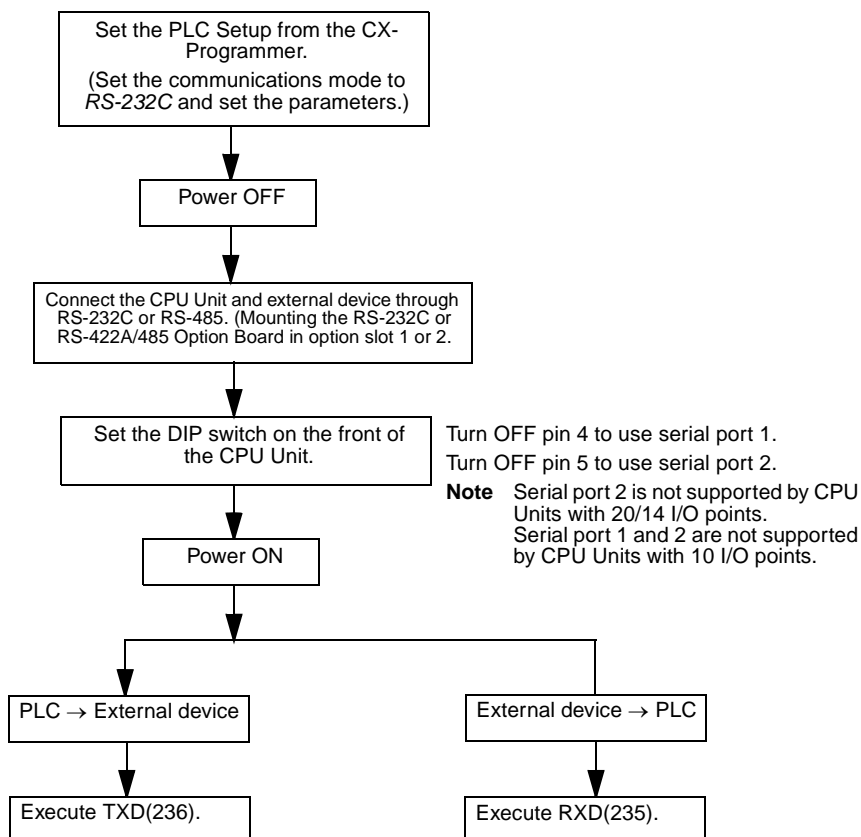 Set the PLC Setup from the CX-
Programmer.
(Set the communications mode to
RS-232C and set the parameters.)
Power OFF
Connect the CPU Unit and external device through
RS-232C or RS-485. (Mounting the RS-232C or
RS-422A/485 Option Board in option slot 1 or 2.
Set the DIP switch on the front of
the CPU Unit.
Turn OFF pin 4 to use serial port 1.
Turn OFF pin 5 to use serial port 2.
Note Serial port 2 is not supported by CPU
Units with 20/14 I/O points.
Serial port 1 and 2 are not supported
by CPU Units with 10 I/O points.
Power ON
PLC → External device
External device → PLC
Execute TXD(236).
Execute RXD(235).